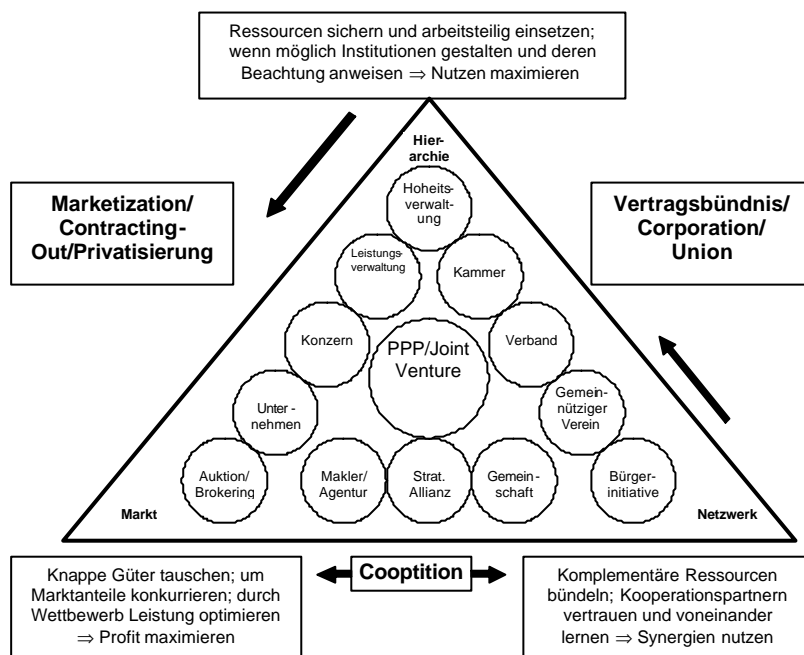 Ressourcen sichern und arbeitsteilig einsetzen;
wenn möglich Institutionen gestalten und deren
Beachtung anweisen ⇒ Nutzen maximieren
Hier-
archie
Hoheits-
verwalt-
ung
Marketization/
Contracting-
Out/Privatisierung
Vertragsbündnis/
Corporation/
Union
Leistungs-
verwaltung
Kammer
Konzern
PPP/Joint
Venture
Verband
Unter-
nehmen
Gemein-
nütziger
Verein
Auktion/
Brokering
Makler/
Agentur
Strat.
Allianz
Gemein-
schaft
Bürger-
initiative
Markt
Netzwerk
Knappe Güter tauschen; um
Marktanteile konkurrieren; durch
Wettbewerb Leistung optimieren
⇒ Profit maximieren
Cooptition
Komplementäre Ressourcen
bündeln; Kooperationspartnern
vertrauen und voneinander
lernen ⇒ Synergien nutzen